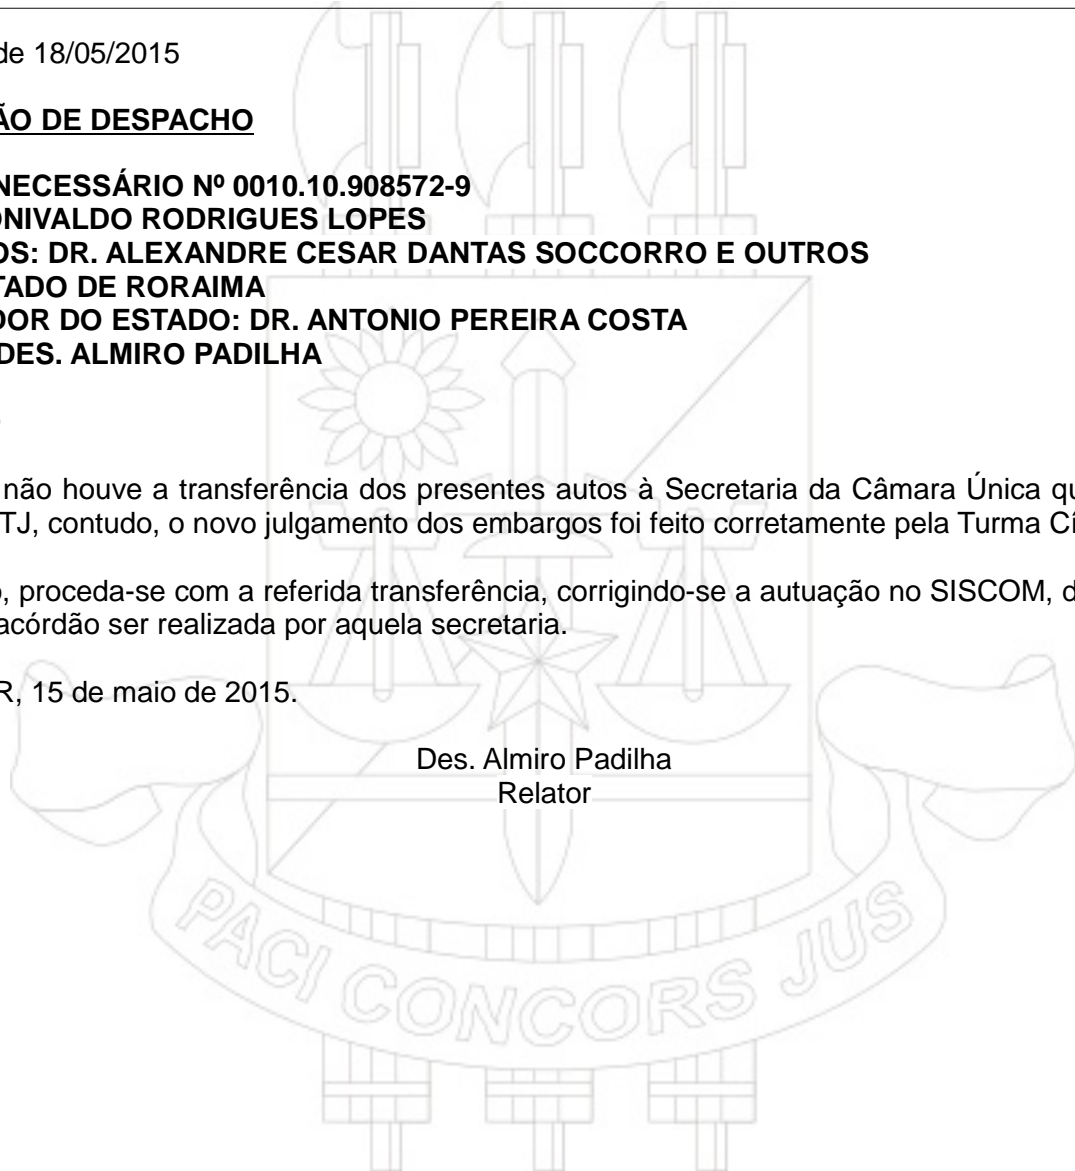 de 18/05/2015
ÃO DE DESPACHO
NECESSÁRIO Nº 0010.10.908572-9
ONIVALDO RODRIGUES LOPES
OS: DR. ALEXANDRE CESAR DANTAS SOCCORRO E OUTROS
TADO DE RORAIMA
DOR DO ESTADO: DR. ANTONIO PEREIRA COSTA
DES. ALMIRO PADILHA
não houve a transferência dos presentes autos à Secretaria da Câmara Única qu
TJ, contudo, o novo julgamento dos embargos foi feito corretamente pela Turma Cí
o, proceda-se com a referida transferência, corrigindo-se a autuação no SISCOM, d
acórdão ser realizada por aquela secretaria.
R, 15 de maio de 2015.
Des. Almiro Padilha
Relator
PACI CONCORS JUS